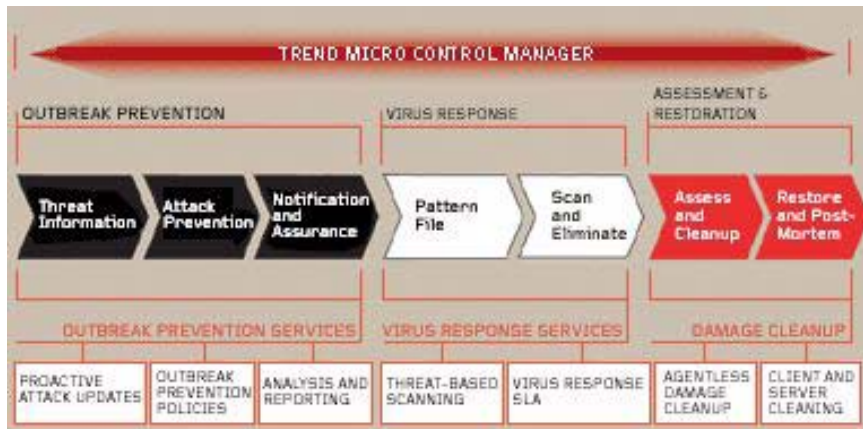 TREND MICRO CONTROL MANAGER
OUTBREAK PREVENTION
VIRUS RESPONSE
ASSESSMENT &
RESTORATION
Threat
Information
Attack
Prevention
Notification
and
Assurance
Pattern
File
Scan
and
Eliminate
Assess
and
Cleanup
Restore
and Post-
Mortem
OUTBREAK PREVENTION SERVICES
VIRUS RESPONSE SERVICES
DAMAGE CLEANUP
PROACTIVE
ATTACK UPDATES
OUTBREAK
PREVENTION
POLICIES
ANALYSIS AND
REPORTING
THREAT-BASED
SCANNING
VIRUS RESPONSE
SLA
AGENTLESS
DAMAGE
CLEANUP
CLIENT AND
SERVER
CLEANING